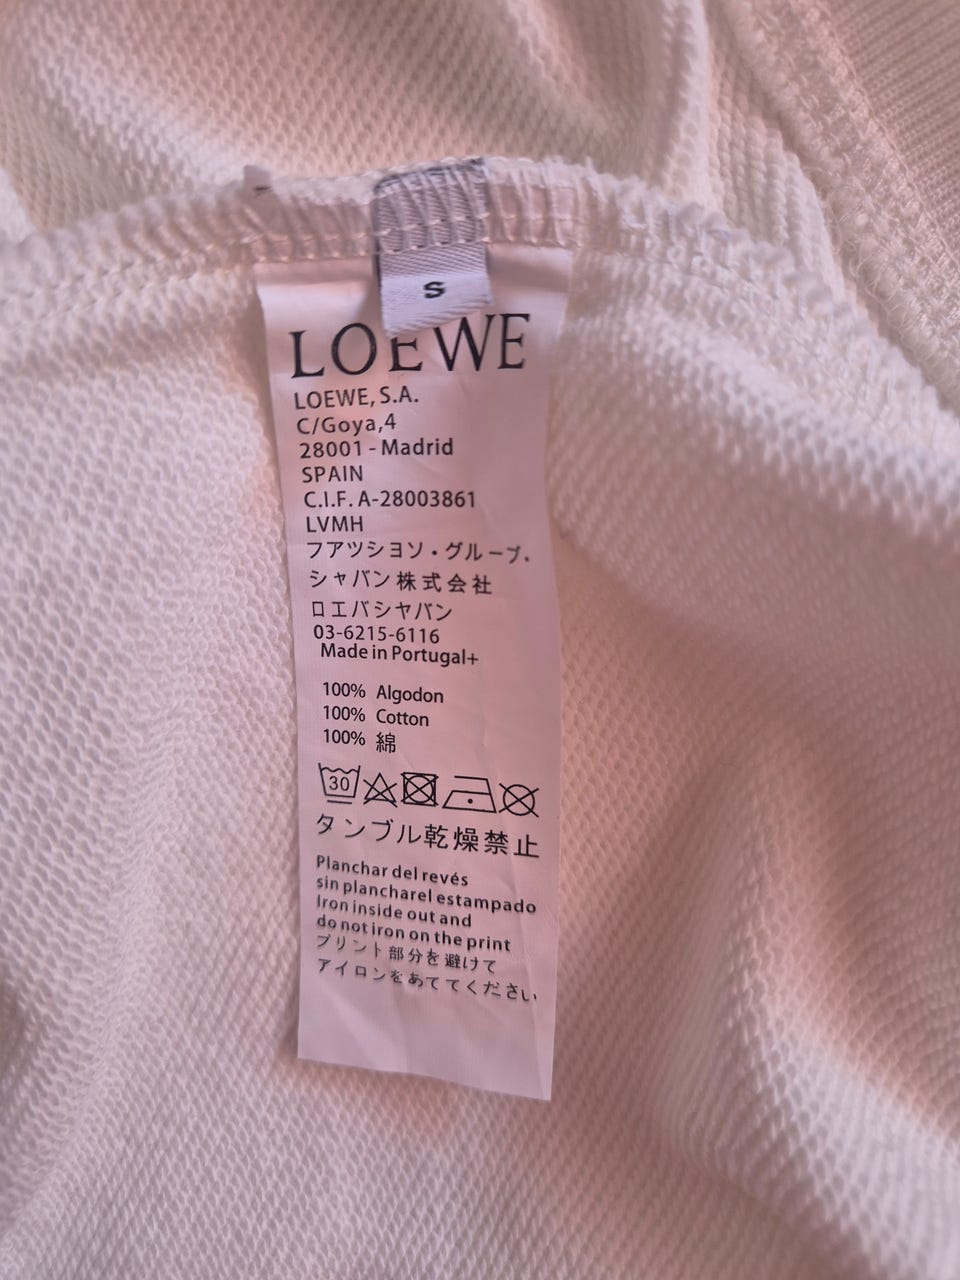 S
LOEWE
LOEWE, S.A.
C/Goya,4
28001 - Madrid
SPAIN
C.I.F. A-28003861
LVMH
フアツシヨソ・グループ.
シャバン株式会社
ロエバシヤバン
03-6215-6116
Made in Portugal+
100% Algodon
100% Cotton
100% 綿
30
タンブル乾燥禁止
Planchar del revés
sin plancharel estampado
Iron inside out and
do not iron on the print
プリント部分を避けて
アイロンをあててください